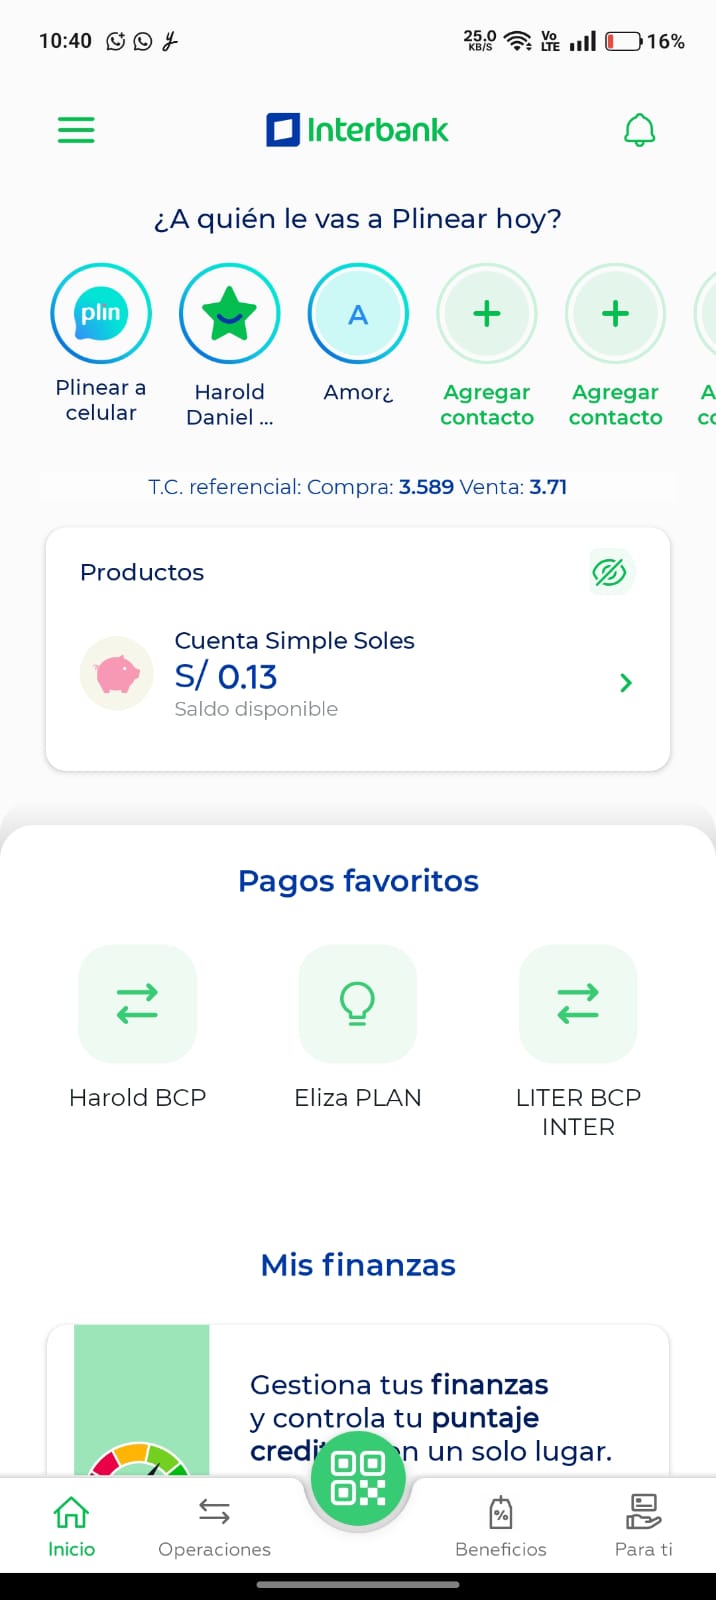 10:40
25.0
KB/S
Vo
LTE
16%
Interbank
¿A quién le vas a Plinear hoy?
plin
A
Plinear a
celular
Harold
Daniel ...
Amor¿
Agregar
contacto
Agregar
contacto
A
co
T.C. referencial: Compra: 3.589 Venta: 3.71
Productos
Cuenta Simple Soles
S/ 0.13
Saldo disponible
Pagos favoritos
Harold BCP
Eliza PLAN
LITER BCP
INTER
Mis finanzas
Gestiona tus finanzas
y controla tu puntaje
credi n un solo lugar.
Inicio
Operaciones
%
Beneficios
Para ti